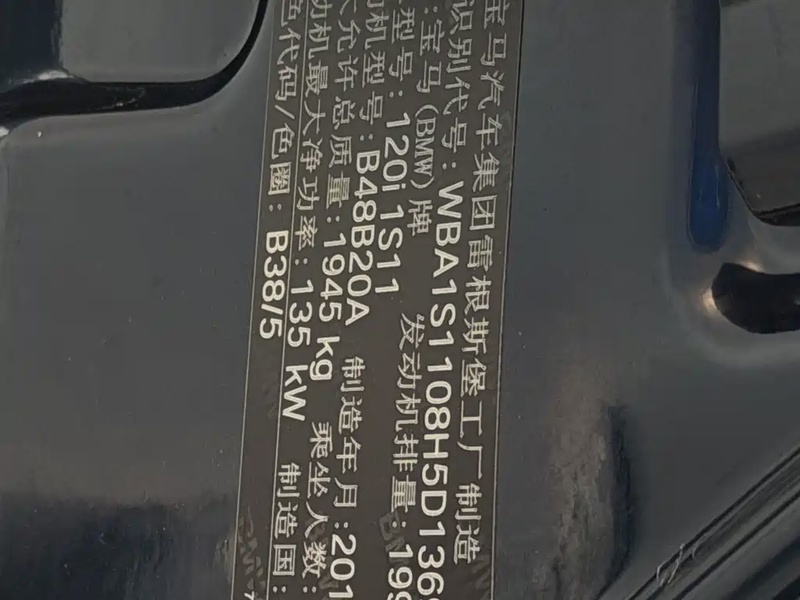 宝马汽车集团雷根斯堡工厂制造
识别代号: WBA1S1108H5D136
: 宝马(BMW)牌 发动机排量: 199
型号: 120i 1S11
机型号: B48B20A 制造年月: 201
允许总质量: 1945 kg 乘坐人数:
动机最大净功率: 135 kW 制造国:
色代码/色圈: B38/5